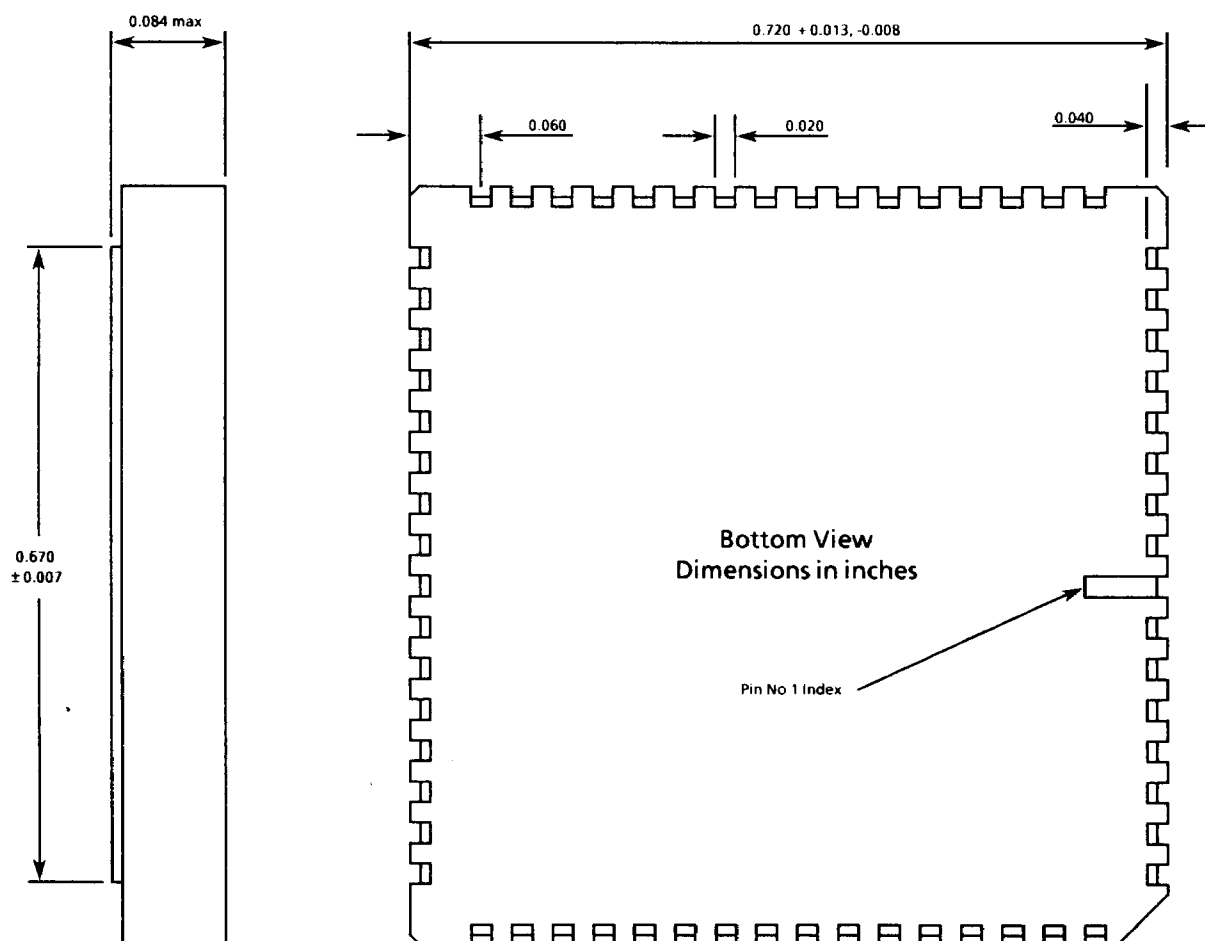 0.084 max
0.720 + 0.013, -0.008
0.060
0.020
0.040
0.670
± 0.007
Bottom View
Dimensions in inches
Pin No 1 Index